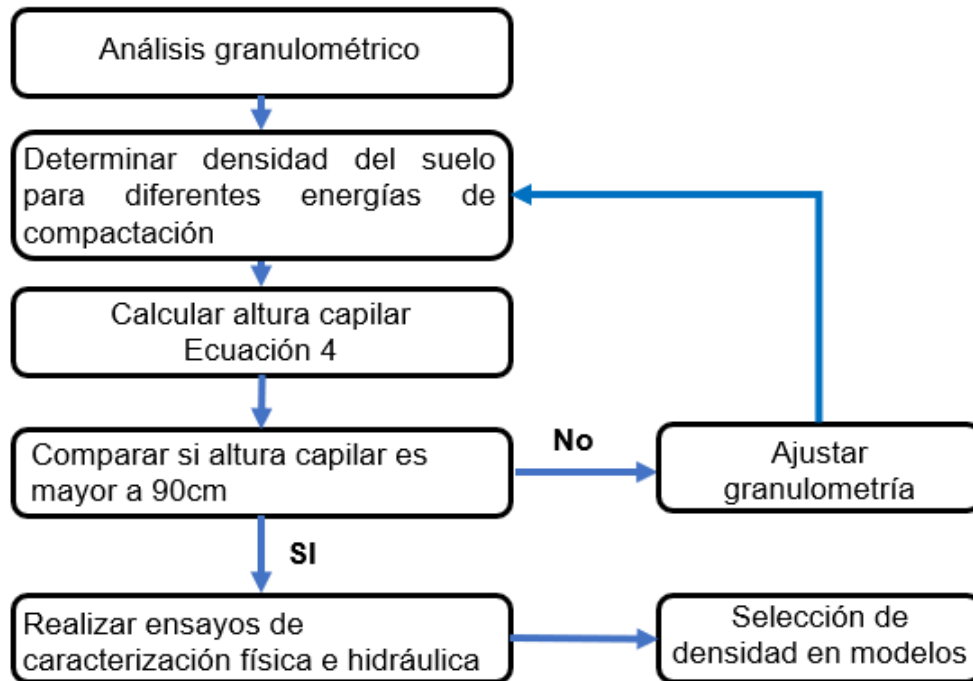 Análisis granulométrico
Determinar densidad del suelo
para diferentes energías de
compactación
Calcular altura capilar
Ecuación 4
Comparar si altura capilar es
mayor a 90cm
No
Ajustar
granulometría
SI
Realizar ensayos de
caracterización física e hidráulica
Selección de
densidad en modelos